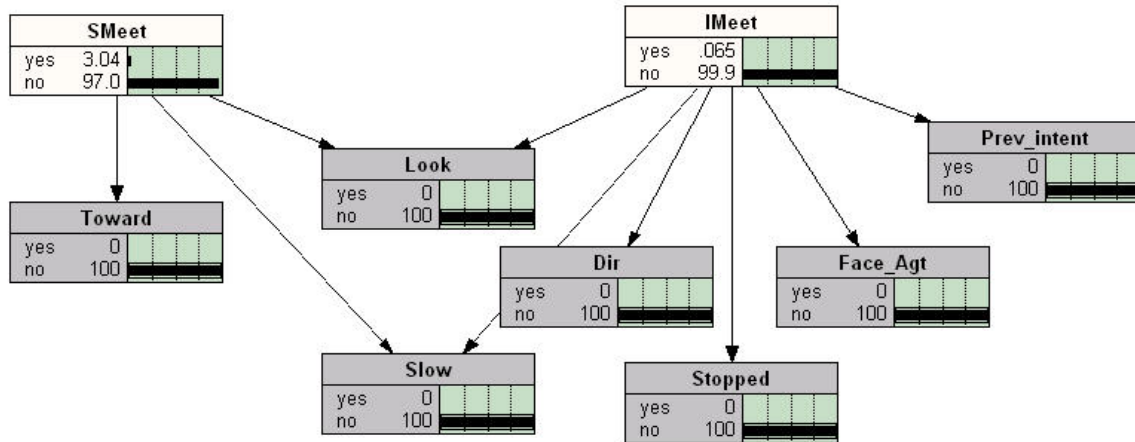 SMeet
yes 3.04
no 97.0
IMeet
yes .065
no 99.9
Prev_intent
yes 0
no 100
Look
yes 0
no 100
Toward
yes 0
no 100
Dir
yes 0
no 100
Face_Agt
yes 0
no 100
Slow
yes 0
no 100
Stopped
yes 0
no 100